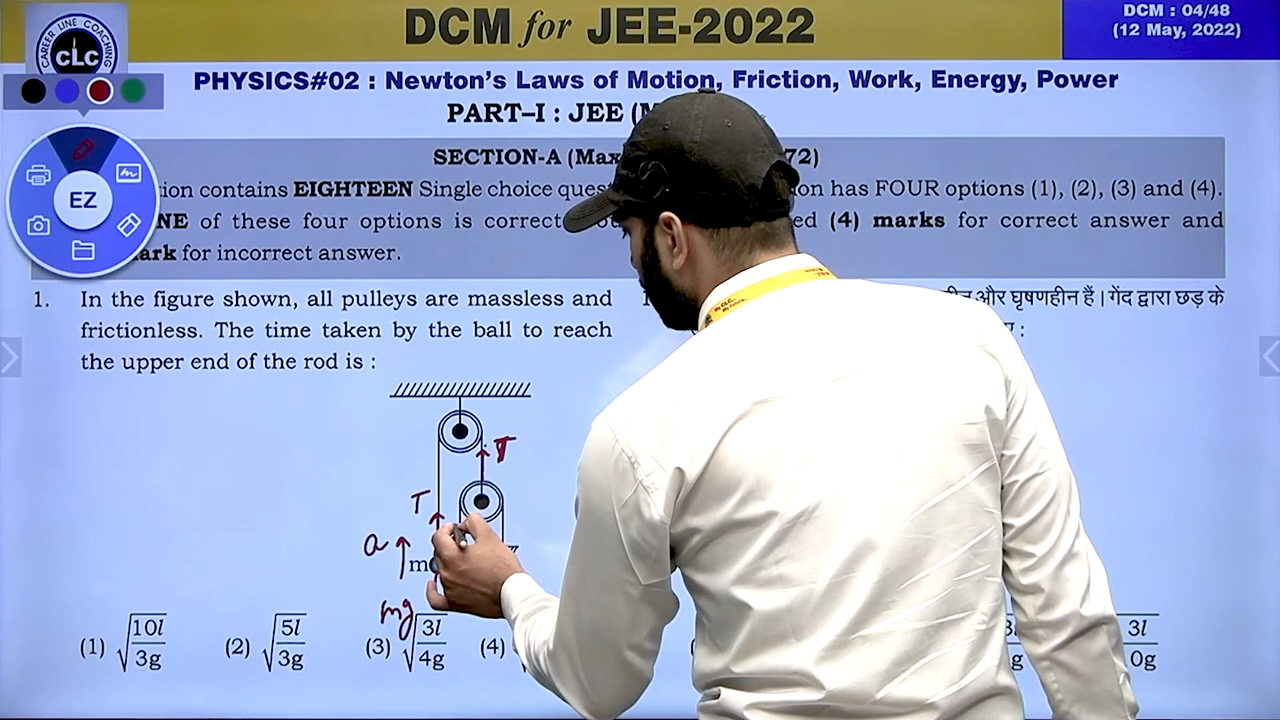 DCM for JEE-2022
DCM : 04/48
(12 May, 2022)
CAREER LINE COACHING
CLC
PHYSICS#02 : Newton's Laws of Motion, Friction, Work, Energy, Power
PART–I : JEE (M
SECTION-A (Max 72)
tion contains EIGHTEEN Single choice ques on has FOUR options (1), (2), (3) and (4).
NE of these four options is correct ed (4) marks for correct answer and
ark for incorrect answer.
EZ
1. In the figure shown, all pulleys are massless and
frictionless. The time taken by the ball to reach
the upper end of the rod is :
और घृषणहीन हैं। गेंद द्वारा छड़ के
T
T
a
m
mg
(1) √(10l/3g) (2) √(5l/3g) (3) √(3l/4g) (4)
3l
0g